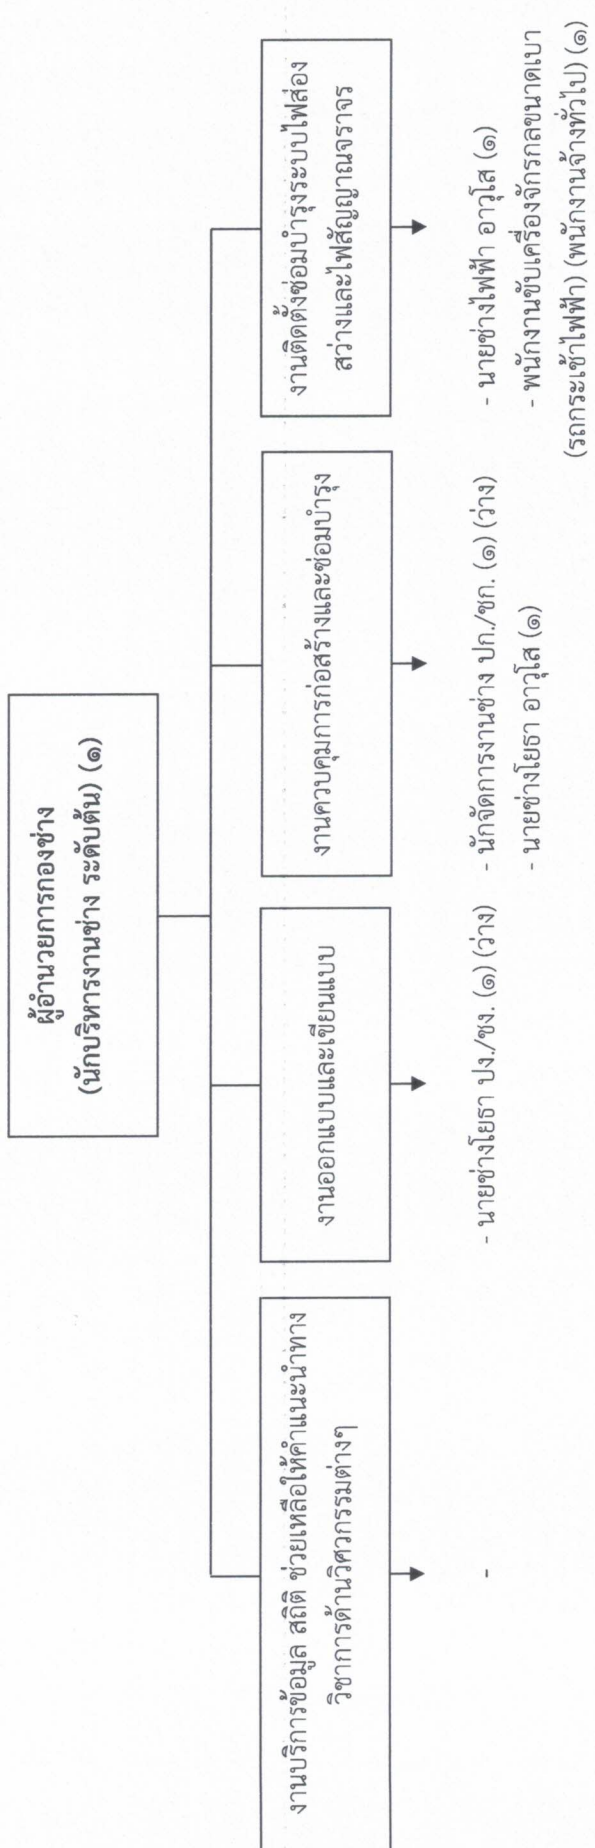 ผู้อำนวยการกองช่าง
(นักบริหารงานช่าง ระดับต้น) (๑)
งานบริการข้อมูล สถิติ ช่วยเหลือให้คำแนะนำทาง
วิชาการด้านวิศวกรรมต่างๆ
-
งานออกแบบและเขียนแบบ
- นายช่างโยธา ปง./ชง. (๑) (ว่าง)
งานควบคุมการก่อสร้างและซ่อมบำรุง
- นักจัดการงานช่าง ปก./ชก. (๑) (ว่าง)
- นายช่างโยธา อาวุโส (๑)
งานติดตั้งซ่อมบำรุงระบบไฟส่อง
สว่างและไฟสัญญาณจราจร
- นายช่างไฟฟ้า อาวุโส (๑)
- พนักงานขับเครื่องจักรกลขนาดเบา
(รถกระเช้าไฟฟ้า) (พนักงานจ้างทั่วไป) (๑)